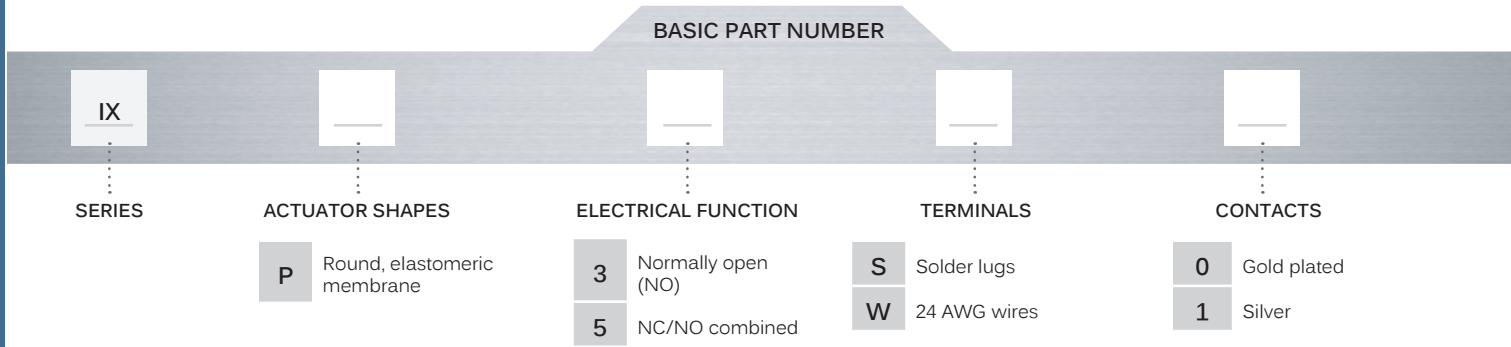 BASIC PART NUMBER
IX
SERIES
ACTUATOR SHAPES
ELECTRICAL FUNCTION
TERMINALS
CONTACTS
P Round, elastomeric
membrane
3 Normally open
(NO)
5 NC/NO combined
S Solder lugs
W 24 AWG wires
0 Gold plated
1 Silver